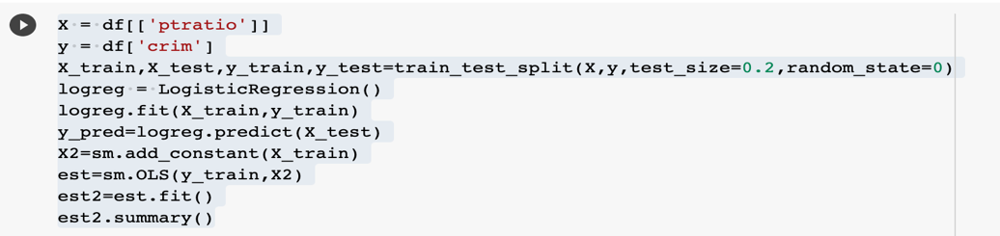 X = df[['ptratio']]
y = df['crim']
X_train,X_test,y_train,y_test=train_test_split(X,y,test_size=0.2,random_state=0)
logreg = LogisticRegression()
logreg.fit(X_train,y_train)
y_pred=logreg.predict(X_test)
X2=sm.add_constant(X_train)
est=sm.OLS(y_train,X2)
est2=est.fit()
est2.summary()